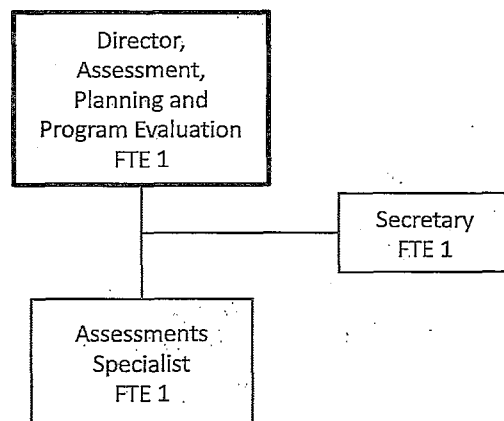 Director,
Assessment,
Planning and
Program Evaluation
FTE 1
Secretary
FTE 1
Assessments
Specialist
FTE 1